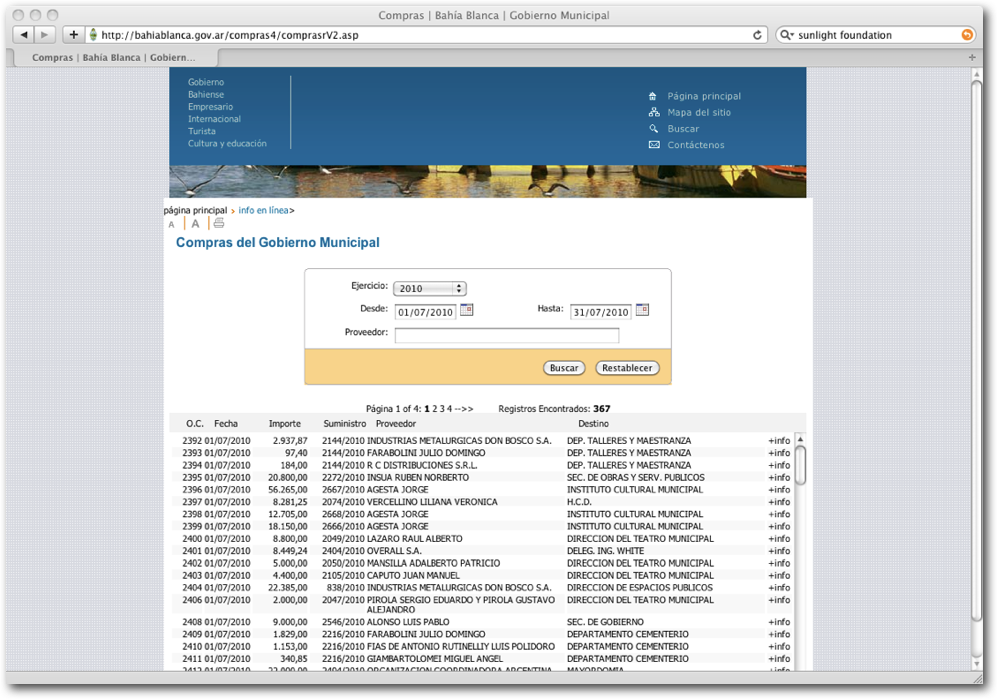 Compras | Bahía Blanca | Gobierno Municipal
http://bahiablanca.gov.ar/compras4/comprasrV2.asp
sunlight foundation
Compras | Bahía Blanca | Gobiern...
Gobierno
Bahiense
Empresario
Internacional
Turista
Cultura y educación
Página principal
Mapa del sitio
Buscar
Contáctenos
página principal > info en línea>
A | A |
Compras del Gobierno Municipal
Ejercicio: 2010
Desde: 01/07/2010 Hasta: 31/07/2010
Proveedor:
Buscar Restablecer
Página 1 of 4: 1 2 3 4 -->> Registros Encontrados: 367
O.C. Fecha Importe Suministro Proveedor Destino
2392 01/07/2010 2.937,87 2144/2010 INDUSTRIAS METALURGICAS DON BOSCO S.A. DEP. TALLERES Y MAESTRANZA +info
2393 01/07/2010 97,40 2144/2010 FARABOLINI JULIO DOMINGO DEP. TALLERES Y MAESTRANZA +info
2394 01/07/2010 184,00 2144/2010 R C DISTRIBUCIONES S.R.L. DEP. TALLERES Y MAESTRANZA +info
2395 01/07/2010 20.800,00 2272/2010 INSUA RUBEN NORBERTO SEC. DE OBRAS Y SERV. PUBLICOS +info
2396 01/07/2010 56.265,00 2667/2010 AGESTA JORGE INSTITUTO CULTURAL MUNICIPAL +info
2397 01/07/2010 8.281,25 2074/2010 VERCELLINO LILIANA VERONICA H.C.D. +info
2398 01/07/2010 12.705,00 2668/2010 AGESTA JORGE INSTITUTO CULTURAL MUNICIPAL +info
2399 01/07/2010 18.150,00 2666/2010 AGESTA JORGE INSTITUTO CULTURAL MUNICIPAL +info
2400 01/07/2010 8.800,00 2049/2010 LAZARO RAUL ALBERTO DIRECCION DEL TEATRO MUNICIPAL +info
2401 01/07/2010 8.449,24 2404/2010 OVERALL S.A. DELEG. ING. WHITE +info
2402 01/07/2010 5.000,00 2050/2010 MANSILLA ADALBERTO PATRICIO DIRECCION DEL TEATRO MUNICIPAL +info
2403 01/07/2010 4.400,00 2105/2010 CAPUTO JUAN MANUEL DIRECCION DEL TEATRO MUNICIPAL +info
2404 01/07/2010 22.385,00 838/2010 INDUSTRIAS METALURGICAS DON BOSCO S.A. DIRECCION DE ESPACIOS PUBLICOS +info
2406 01/07/2010 2.000,00 2047/2010 PIROLA SERGIO EDUARDO Y PIROLA GUSTAVO DIRECCION DEL TEATRO MUNICIPAL +info
ALEJANDRO
2408 01/07/2010 9.000,00 2546/2010 ALONSO LUIS PABLO SEC. DE GOBIERNO +info
2409 01/07/2010 1.829,00 2216/2010 FARABOLINI JULIO DOMINGO DEPARTAMENTO CEMENTERIO +info
2410 01/07/2010 1.153,00 2216/2010 FIAS DE ANTONIO RUTINELLIY LUIS POLIDORO DEPARTAMENTO CEMENTERIO +info
2411 01/07/2010 340,85 2216/2010 GIAMBARTOLOMEI MIGUEL ANGEL DEPARTAMENTO CEMENTERIO +info
ORGANIZACION COORDINADORA ARGENTINA MAYORDOMIA +info